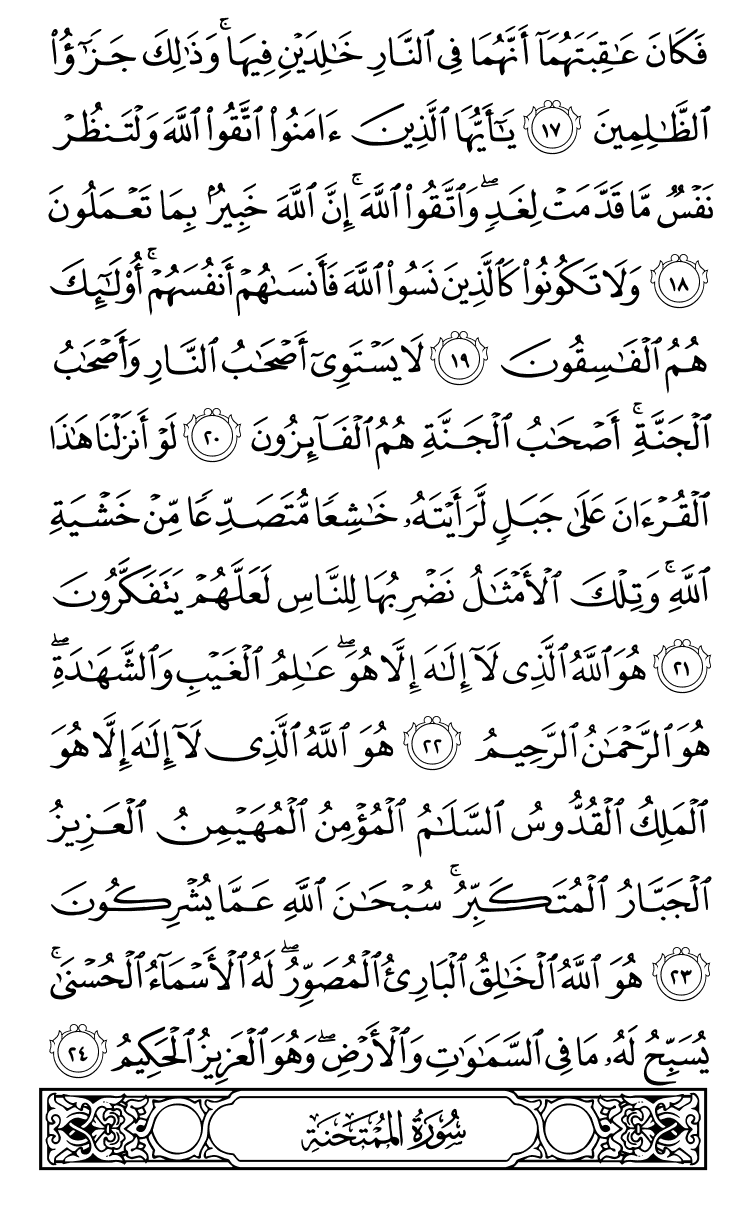 فَكَانَ عَـٰقِبَتَهُمَآ أَنَّهُمَا فِى ٱلنَّارِ خَـٰلِدَيْنِ فِيهَا ۚ وَذَٰلِكَ جَزَٰٓؤُا۟
ٱلظَّـٰلِمِينَ ١٧ يَـٰٓأَيُّهَا ٱلَّذِينَ ءَامَنُوا۟ ٱتَّقُوا۟ ٱللَّهَ وَلْتَنظُرْ
نَفْسٌ مَّا قَدَّمَتْ لِغَدٍ ۖ وَٱتَّقُوا۟ ٱللَّهَ ۚ إِنَّ ٱللَّهَ خَبِيرٌۢ بِمَا تَعْمَلُونَ
١٨ وَلَا تَكُونُوا۟ كَٱلَّذِينَ نَسُوا۟ ٱللَّهَ فَأَنسَىٰهُمْ أَنفُسَهُمْ ۚ أُو۟لَـٰٓئِكَ
هُمُ ٱلْفَـٰسِقُونَ ١٩ لَا يَسْتَوِىٓ أَصْحَـٰبُ ٱلنَّارِ وَأَصْحَـٰبُ
ٱلْجَنَّةِ ۚ أَصْحَـٰبُ ٱلْجَنَّةِ هُمُ ٱلْفَآئِزُونَ ٢٠ لَوْ أَنزَلْنَا هَـٰذَا
ٱلْقُرْءَانَ عَلَىٰ جَبَلٍ لَّرَأَيْتَهُۥ خَـٰشِعًا مُّتَصَدِّعًا مِّنْ خَشْيَةِ
ٱللَّهِ ۚ وَتِلْكَ ٱلْأَمْثَـٰلُ نَضْرِبُهَا لِلنَّاسِ لَعَلَّهُمْ يَتَفَكَّرُونَ
٢١ هُوَ ٱللَّهُ ٱلَّذِى لَآ إِلَـٰهَ إِلَّا هُوَ ۖ عَـٰلِمُ ٱلْغَيْبِ وَٱلشَّهَـٰدَةِ ۖ
هُوَ ٱلرَّحْمَـٰنُ ٱلرَّحِيمُ ٢٢ هُوَ ٱللَّهُ ٱلَّذِى لَآ إِلَـٰهَ إِلَّا هُوَ
ٱلْمَلِكُ ٱلْقُدُّوسُ ٱلسَّلَـٰمُ ٱلْمُؤْمِنُ ٱلْمُهَيْمِنُ ٱلْعَزِيزُ
ٱلْجَبَّارُ ٱلْمُتَكَبِّرُ ۚ سُبْحَـٰنَ ٱللَّهِ عَمَّا يُشْرِكُونَ
٢٣ هُوَ ٱللَّهُ ٱلْخَـٰلِقُ ٱلْبَارِئُ ٱلْمُصَوِّرُ ۖ لَهُ ٱلْأَسْمَآءُ ٱلْحُسْنَىٰ ۚ
يُسَبِّحُ لَهُۥ مَا فِى ٱلسَّمَـٰوَٰتِ وَٱلْأَرْضِ ۖ وَهُوَ ٱلْعَزِيزُ ٱلْحَكِيمُ ٢٤
سُورَةُ المُمْتَحنَةِ